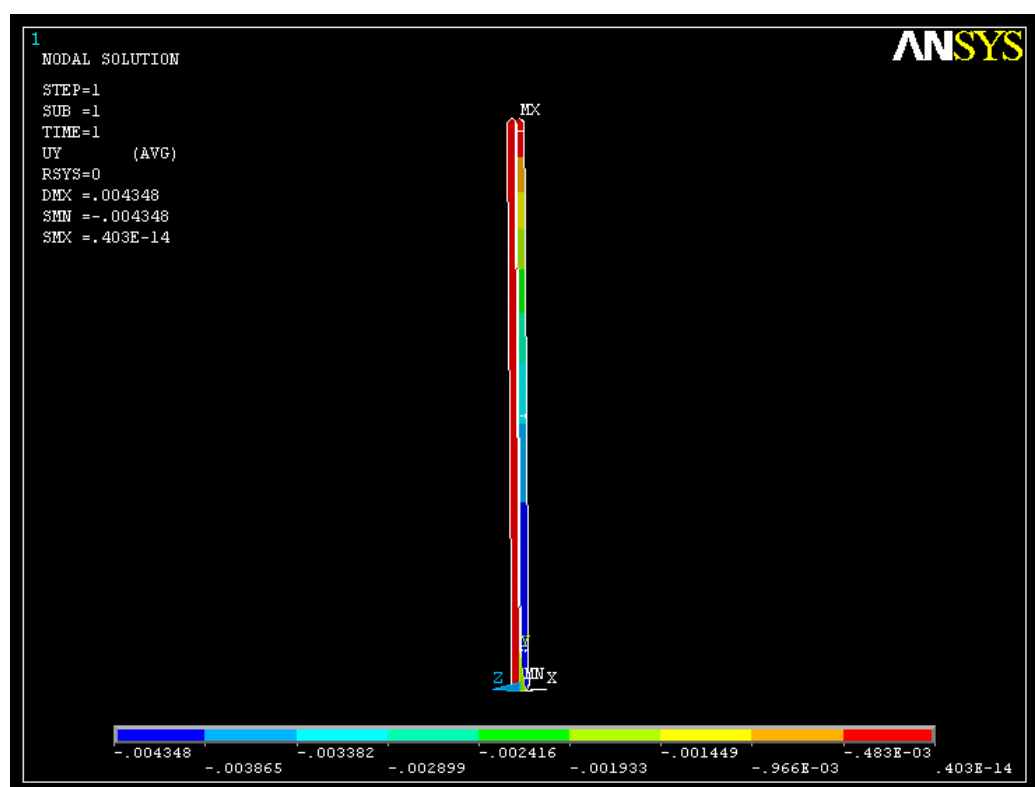 1
ANSYS
NODAL SOLUTION
STEP=1
SUB =1
TIME=1
UY (AVG)
RSYS=0
DMX =.004348
SMN =-.004348
SMX =.403E-14
MX
Z MN X
-.004348 -.003382 -.002416 -.001449 -.483E-03
-.003865 -.002899 -.001933 -.966E-03 .403E-14